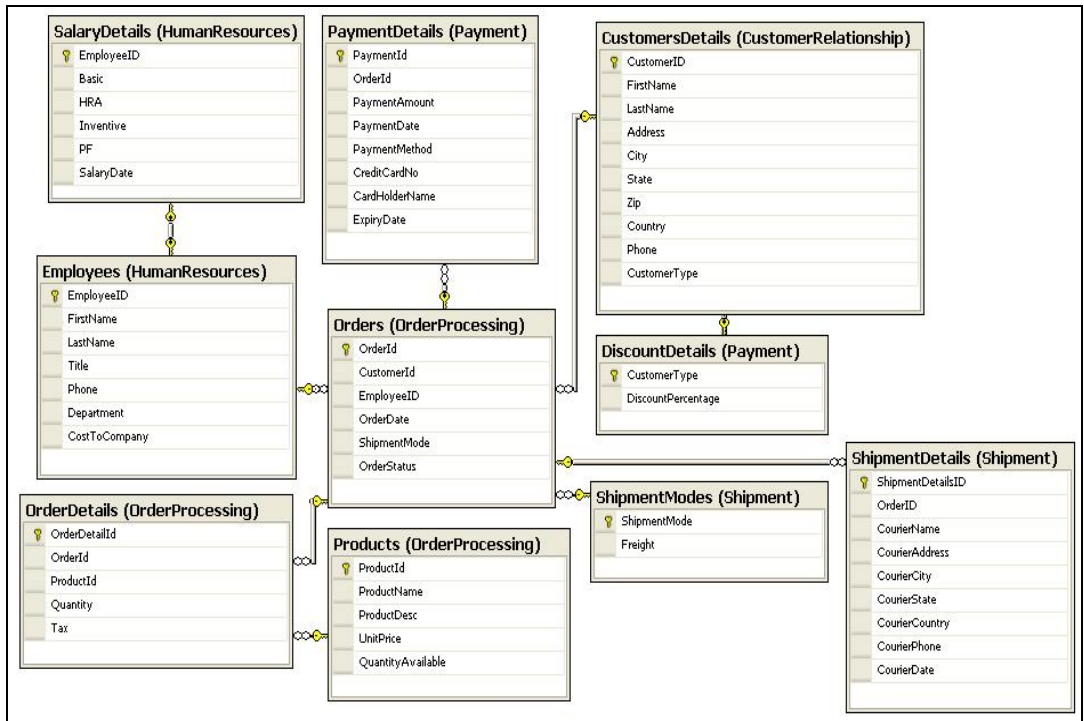 SalaryDetails (HumanResources)
EmployeeID
Basic
HRA
Inventive
PF
SalaryDate
PaymentDetails (Payment)
PaymentId
OrderId
PaymentAmount
PaymentDate
PaymentMethod
CreditCardNo
CardHolderName
ExpiryDate
CustomersDetails (CustomerRelationship)
CustomerID
FirstName
LastName
Address
City
State
Zip
Country
Phone
CustomerType
Employees (HumanResources)
EmployeeID
FirstName
LastName
Title
Phone
Department
CostToCompany
Orders (OrderProcessing)
OrderId
CustomerId
EmployeeID
OrderDate
ShipmentMode
OrderStatus
DiscountDetails (Payment)
CustomerType
DiscountPercentage
OrderDetails (OrderProcessing)
OrderDetailId
OrderId
ProductId
Quantity
Tax
Products (OrderProcessing)
ProductId
ProductName
ProductDesc
UnitPrice
QuantityAvailable
ShipmentModes (Shipment)
ShipmentMode
Freight
ShipmentDetails (Shipment)
ShipmentDetailsID
OrderID
CourierName
CourierAddress
CourierCity
CourierState
CourierCountry
CourierPhone
CourierDate